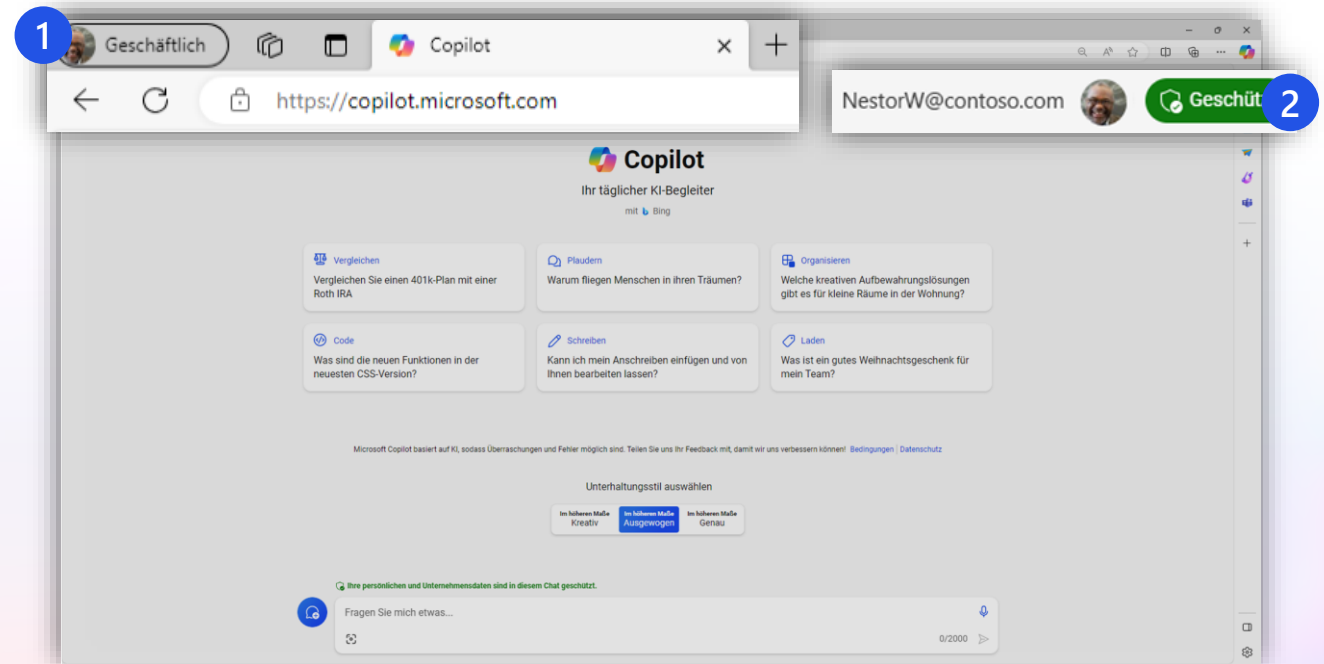 1
Geschäftlich
Copilot
https://copilot.microsoft.com
NestorW@contoso.com
Geschüt
2
Copilot
Ihr täglicher KI-Begleiter
mit b Bing
Vergleichen
Vergleichen Sie einen 401k-Plan mit einer
Roth IRA
Plaudern
Warum fliegen Menschen in ihren Träumen?
Organisieren
Welche kreativen Aufbewahrungslösungen
gibt es für kleine Räume in der Wohnung?
Code
Was sind die neuen Funktionen in der
neuesten CSS-Version?
Schreiben
Kann ich mein Anschreiben einfügen und von
Ihnen bearbeiten lassen?
Laden
Was ist ein gutes Weihnachtsgeschenk für
mein Team?
Microsoft Copilot basiert auf KI, sodass Überraschungen und Fehler möglich sind. Teilen Sie uns Ihr Feedback mit, damit wir uns verbessern können! Bedingungen | Datenschutz
Unterhaltungsstil auswählen
Im höheren Maße
Kreativ
Im höheren Maße
Ausgewogen
Im höheren Maße
Genau
Ihre persönlichen und Unternehmensdaten sind in diesem Chat geschützt.
Fragen Sie mich etwas...
0/2000